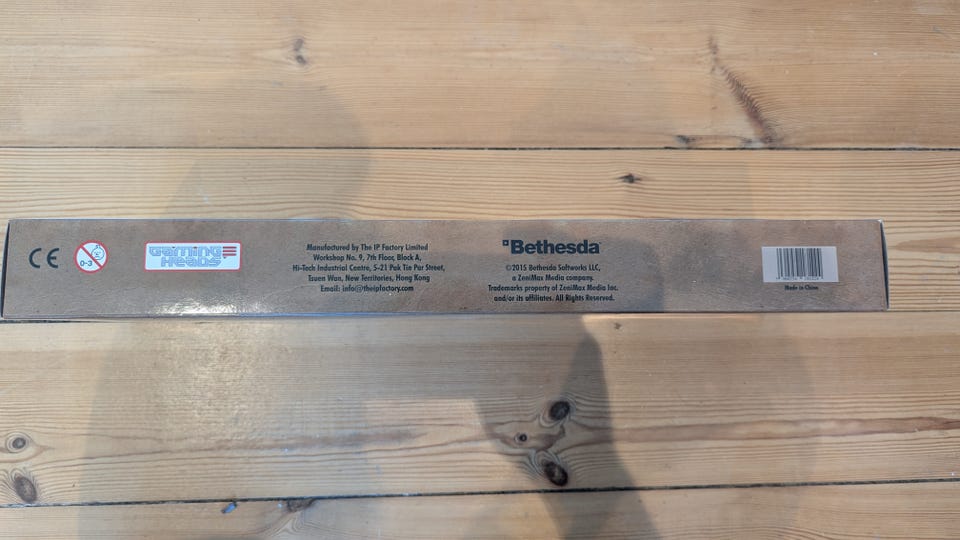 CE
0-3
GAMING
HEADS
Manufactured by The IP Factory Limited
Workshop No. 9, 7th Floor, Block A,
Hi-Tech Industrial Centre, 5-21 Pak Tin Par Street,
Tsuen Wan, New Territories, Hong Kong
Email: info@theipfactory.com
Bethesda
©2015 Bethesda Softworks LLC,
a ZeniMax Media company.
Trademarks property of ZeniMax Media Inc.
and/or its affiliates. All Rights Reserved.
Made in China